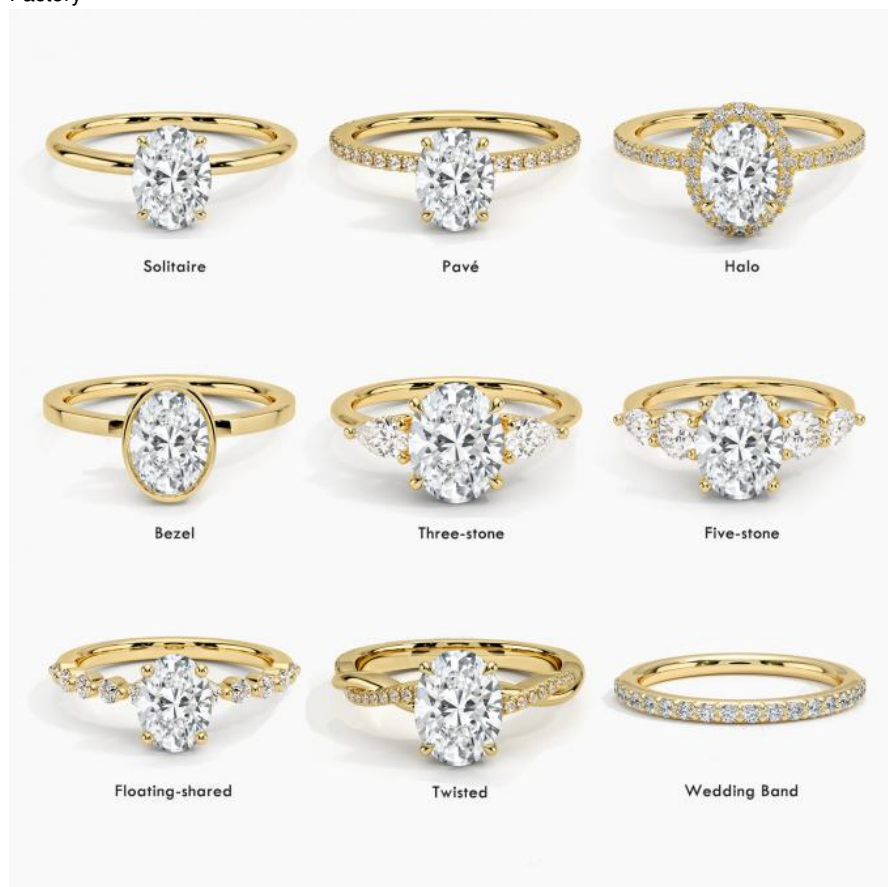 Solitaire
Pavé
Halo
Bezel
Three-stone
Five-stone
Floating-shared
Twisted
Wedding Band